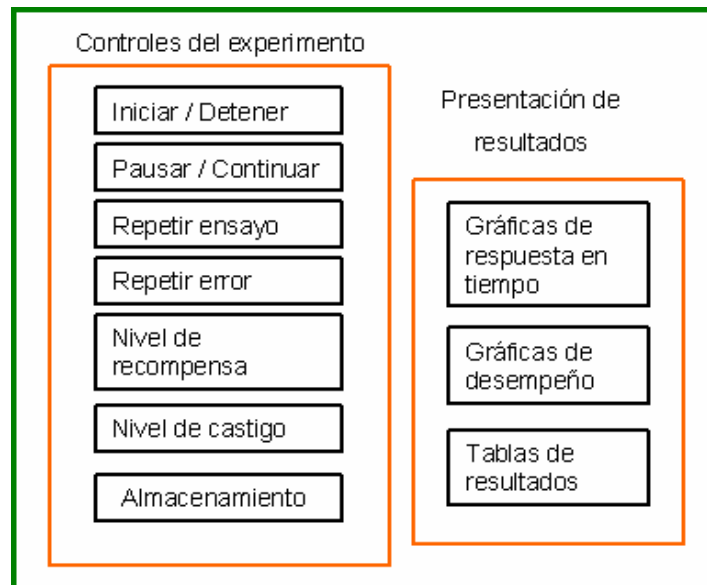 Controles del experimento
Iniciar / Detener
Pausar / Continuar
Repetir ensayo
Repetir error
Nivel de
recompensa
Nivel de castigo
Almacenamiento
Presentación de
resultados
Gráficas de
respuesta en
tiempo
Gráficas de
desempeño
Tablas de
resultados